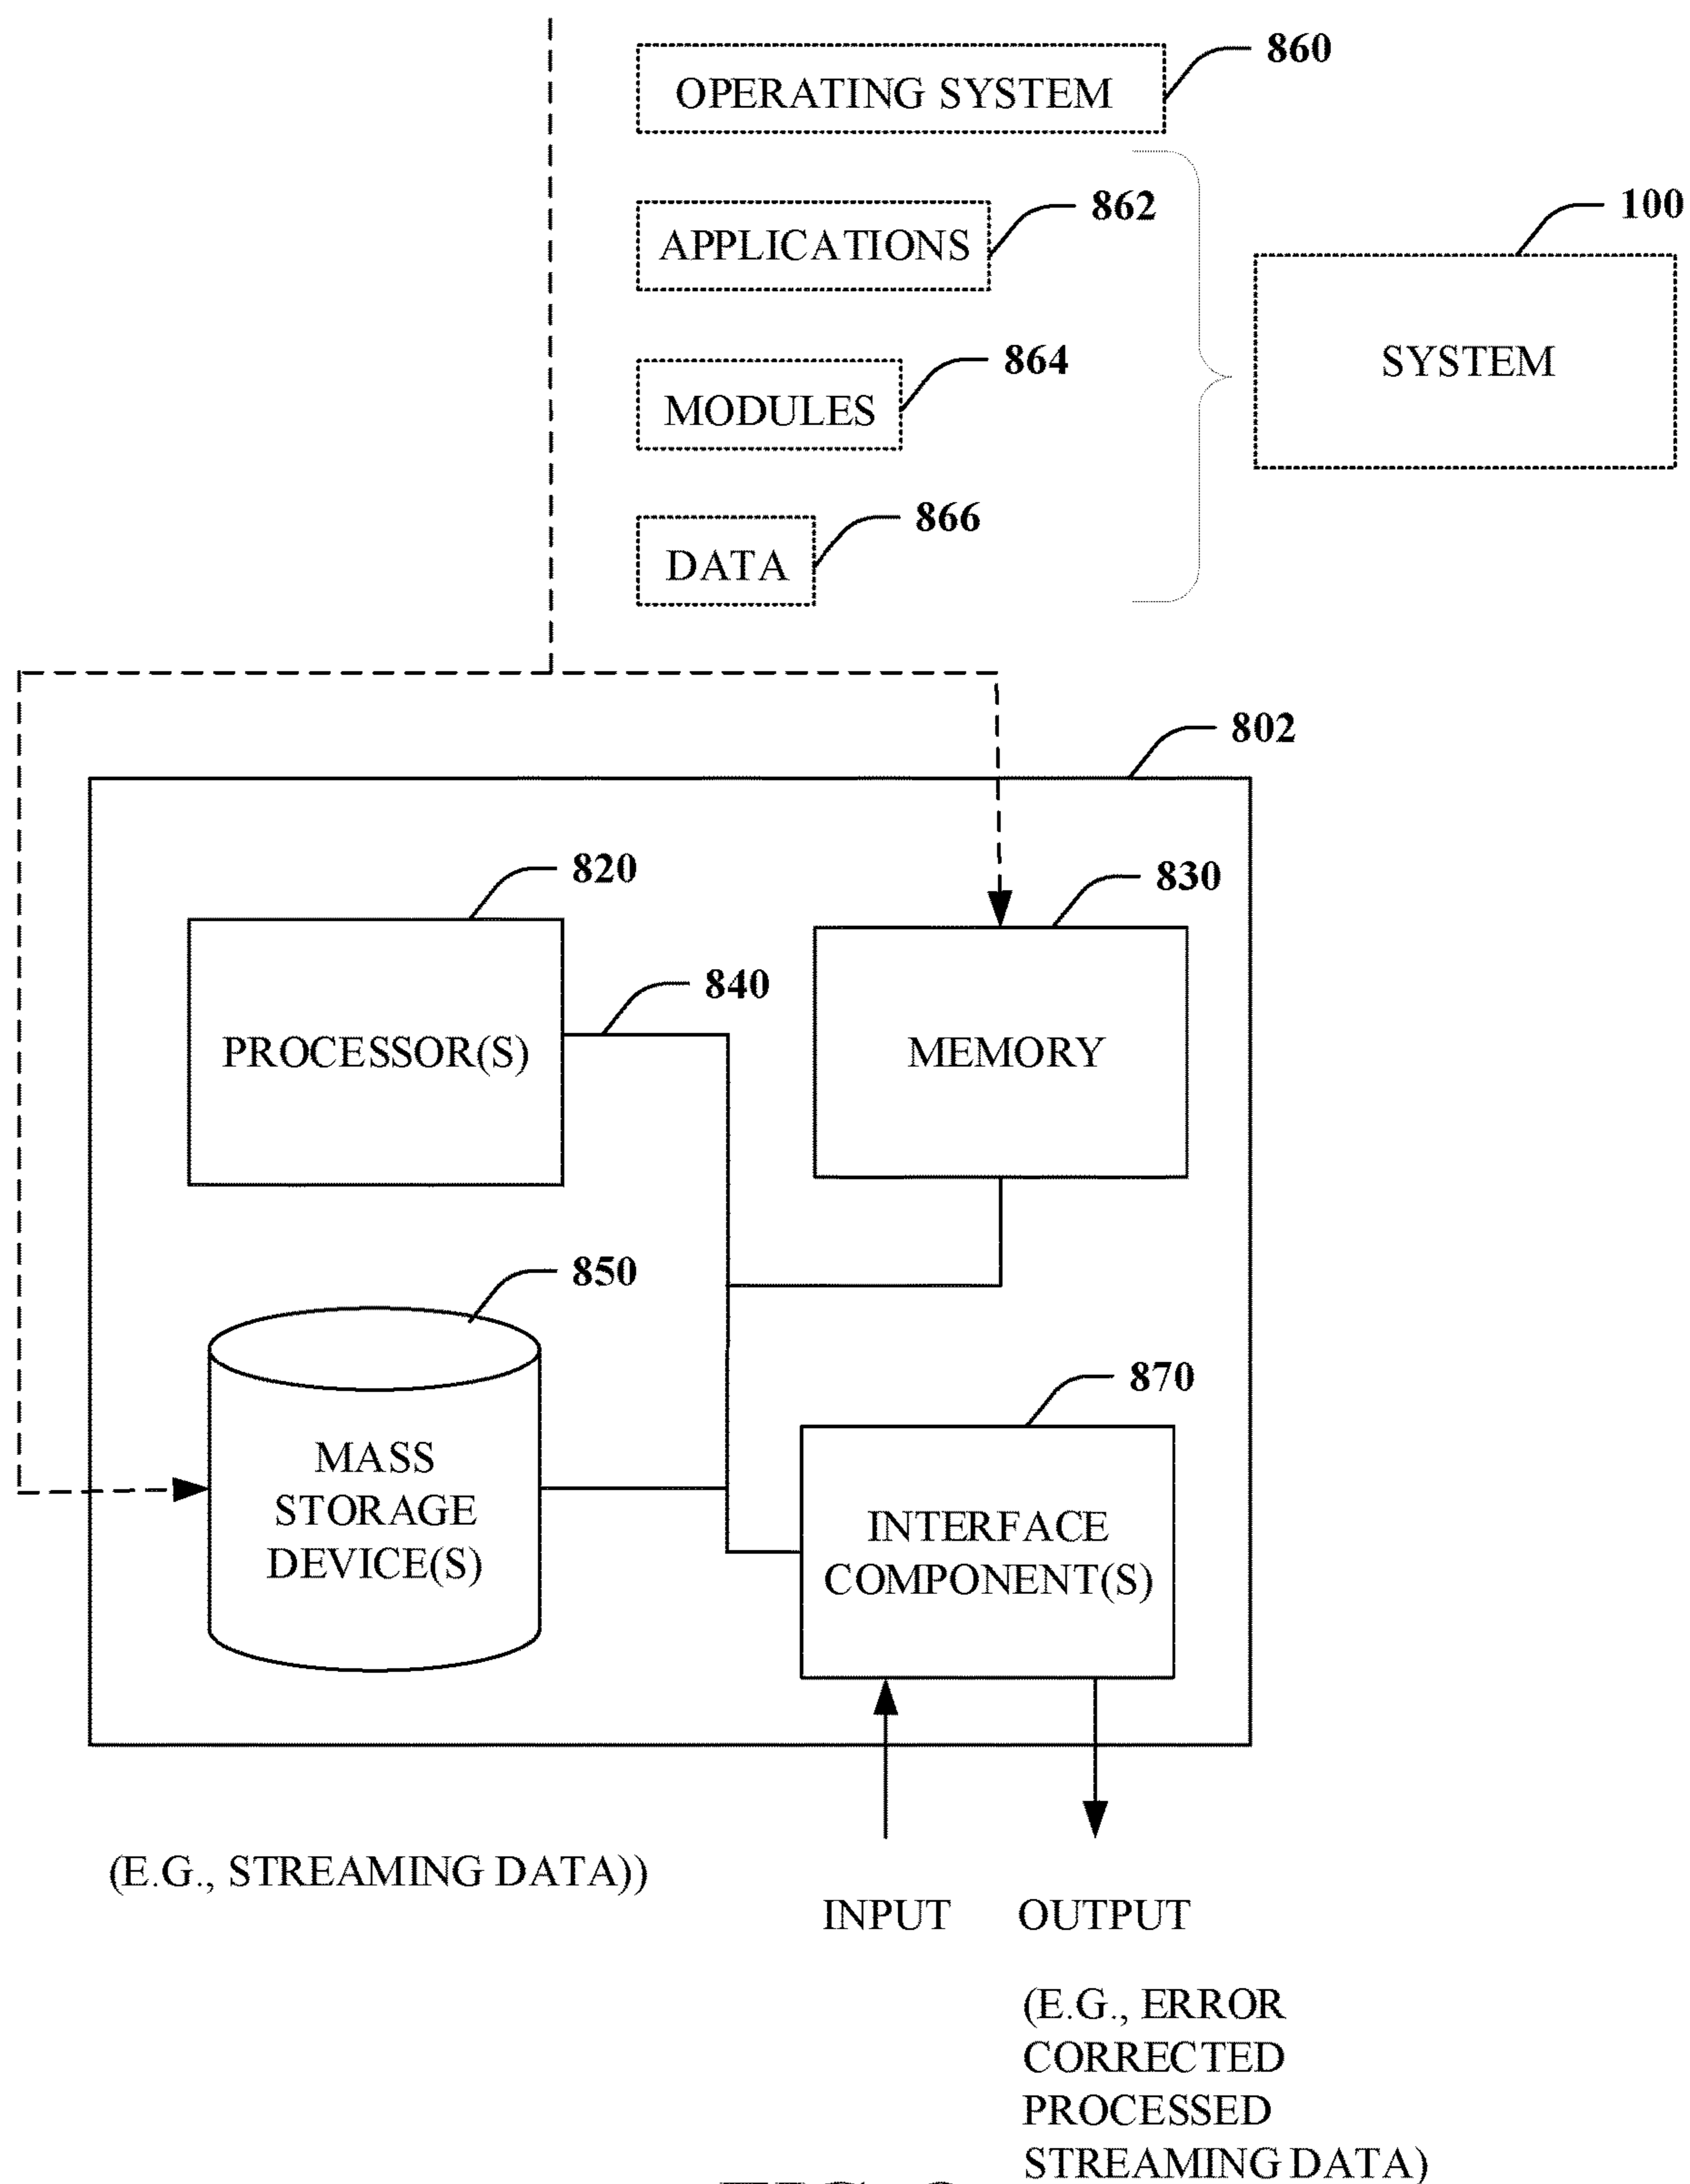 860
OPERATING SYSTEM
862
100
APPLICATIONS
SYSTEM
864
MODULES
866
DATA
802
820
830
840
PROCESSOR(S)
MEMORY
850
870
MASS
STORAGE
DEVICE(S)
INTERFACE
COMPONENT(S)
(E.G., STREAMING DATA))
INPUT
OUTPUT
(E.G., ERROR
CORRECTED
PROCESSED
STREAMING DATA)